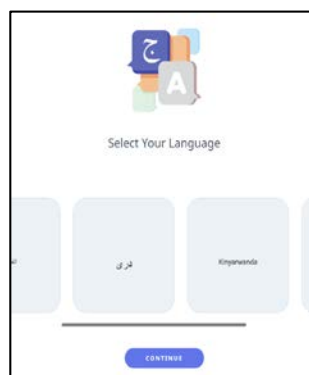 ج
A
Select Your Language
دری
Kinyarwanda
CONTINUE